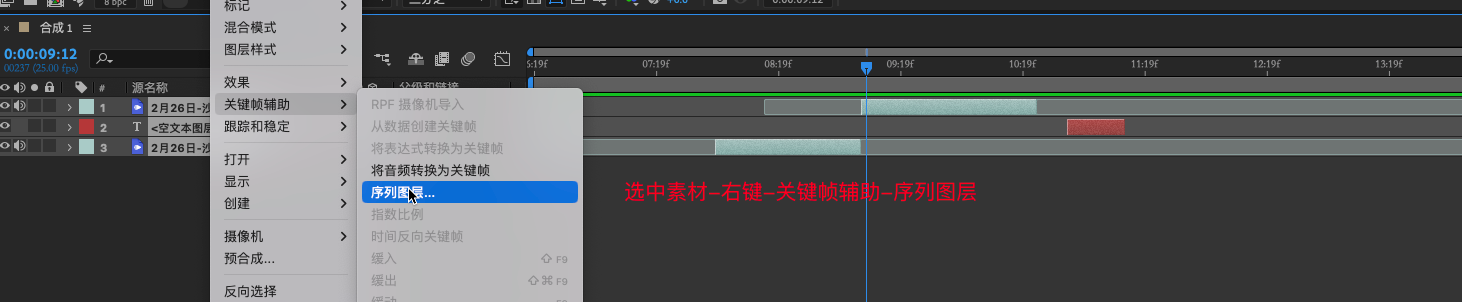 标记
8 bpc
混合模式
× 合成 1 ☰
图层样式
0:00:09:12
00237 (25.00 fps)
6:19f 07:19f 08:19f 09:19f 10:19f 11:19f 12:19f 13:19f
效果
# 源名称
关键帧辅助
跟踪和稳定
打开
显示
创建
摄像机
预合成...
反向选择
RPF 摄像机导入
从数据创建关键帧
将表达式转换为关键帧
将音频转换为关键帧
序列图层...
指数比例
时间反向关键帧
缓入 ⇧ F9
缓出 ⇧⌘ F9
1 2月26日-
2 T <空文本图层
3 2月26日-
选中素材–右键–关键帧辅助–序列图层